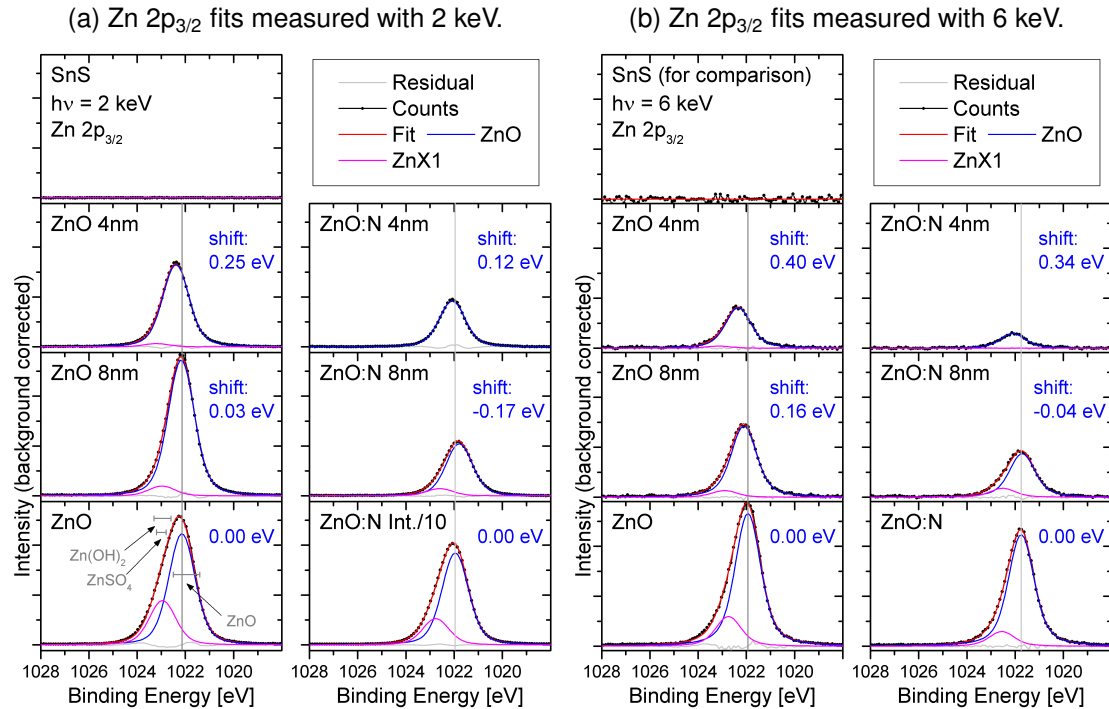 (a) Zn 2p3/2 fits measured with 2 keV.
SnS
hν = 2 keV
Zn 2p3/2
Residual
Counts
Fit
ZnO
ZnX1
ZnO 4nm
shift:
0.25 eV
ZnO:N 4nm
shift:
0.12 eV
ZnO 8nm
shift:
0.03 eV
ZnO:N 8nm
shift:
-0.17 eV
ZnO
0.00 eV
Zn(OH)2
ZnSO4
ZnO
ZnO:N Int./10
0.00 eV
Intensity (background corrected)
1028 1026 1024 1022 1020
Binding Energy [eV]
1028 1026 1024 1022 1020
Binding Energy [eV]
(b) Zn 2p3/2 fits measured with 6 keV.
SnS (for comparison)
hν = 6 keV
Zn 2p3/2
Residual
Counts
Fit
ZnO
ZnX1
ZnO 4nm
shift:
0.40 eV
ZnO:N 4nm
shift:
0.34 eV
ZnO 8nm
shift:
0.16 eV
ZnO:N 8nm
shift:
-0.04 eV
ZnO
0.00 eV
ZnO:N
0.00 eV
Intensity (background corrected)
1028 1026 1024 1022 1020
Binding Energy [eV]
1028 1026 1024 1022 1020
Binding Energy [eV]